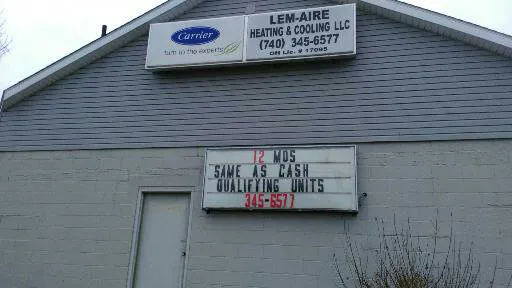 Carrier
turn to the experts
LEM-AIRE
HEATING & COOLING LLC
(740) 345-6577
OH Lic. # 17095
12 MOS
SAME AS CASH
QUALIFYING UNITS
345-6577